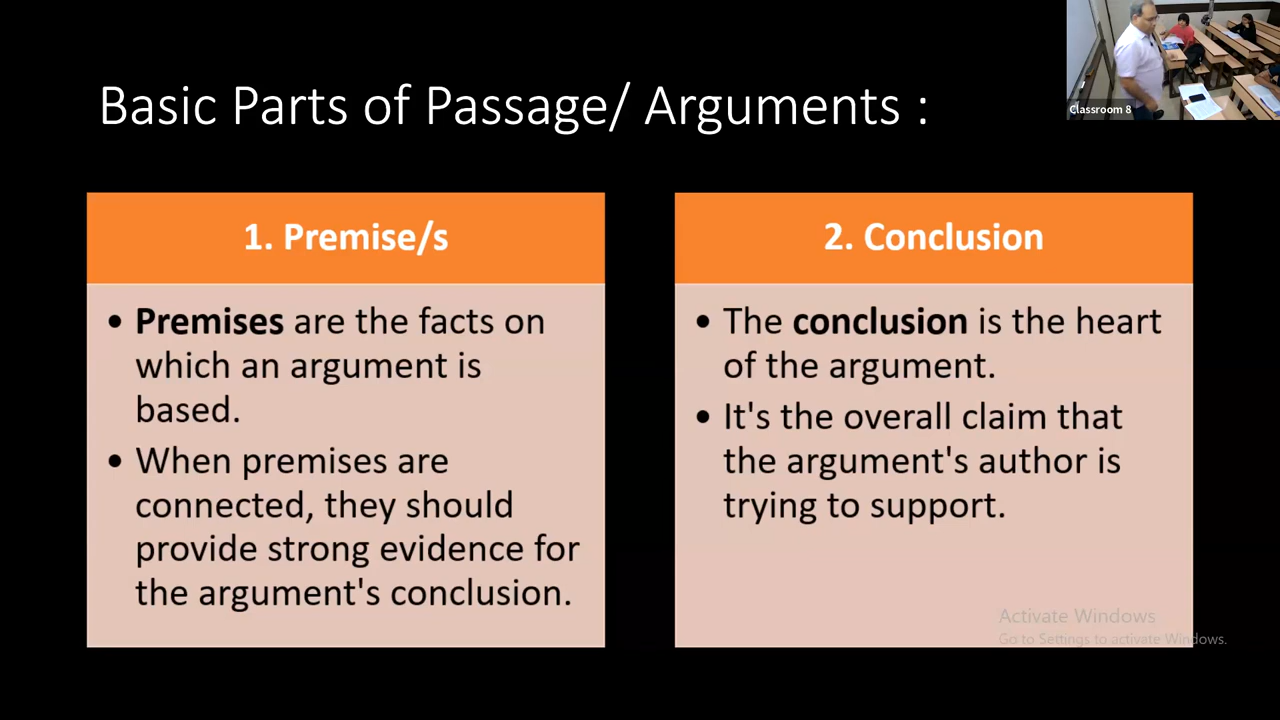 Classroom 8
Basic Parts of Passage/ Arguments :
1. Premise/s
• Premises are the facts on
which an argument is
based.
• When premises are
connected, they should
provide strong evidence for
the argument's conclusion.
2. Conclusion
• The conclusion is the heart
of the argument.
• It's the overall claim that
the argument's author is
trying to support.
Activate Windows
Go to Settings to activate Windows.